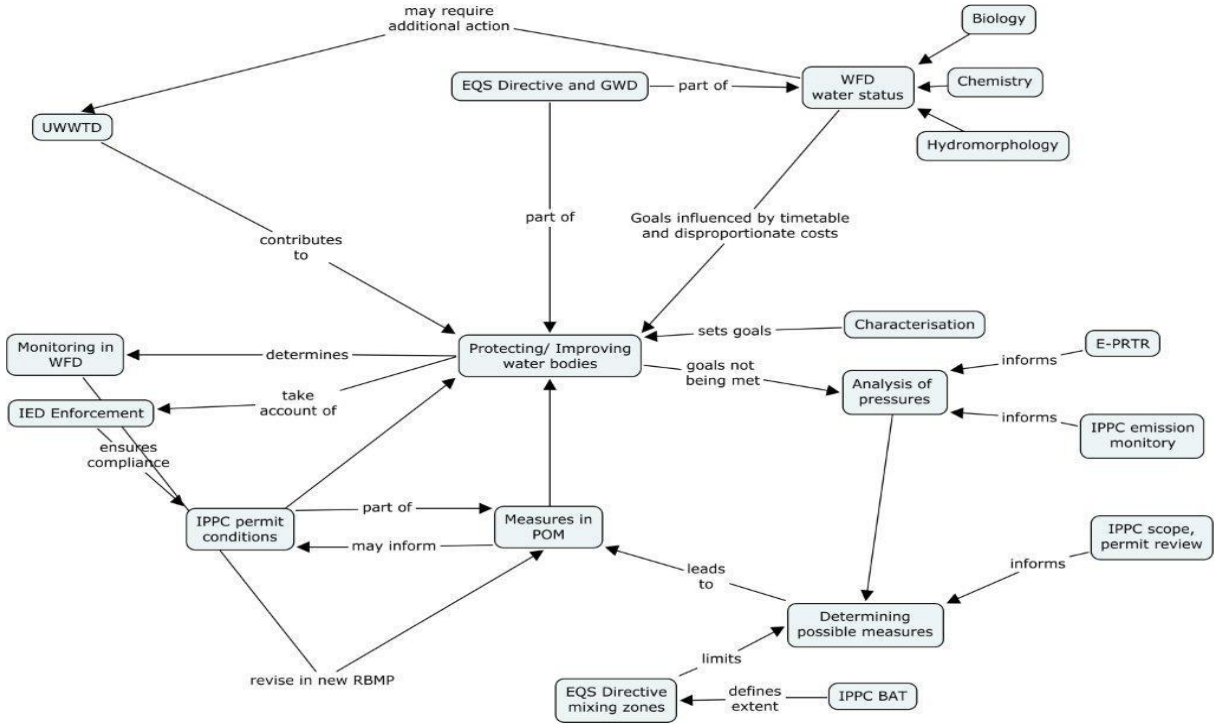 may require
additional action
Biology
EQS Directive and GWD
part of
WFD
water status
Chemistry
UWWTD
Hydromorphology
part of
Goals influenced by timetable
and disproportionate costs
contributes
to
Monitoring in
WFD
determines
Protecting/ Improving
water bodies
sets goals
Characterisation
E-PRTR
informs
goals not
being met
Analysis of
pressures
take
account of
IED Enforcement
informs
IPPC emission
monitory
ensures
compliance
IPPC permit
conditions
part of
may inform
Measures in
POM
IPPC scope,
permit review
informs
leads
to
Determining
possible measures
limits
revise in new RBMP
EQS Directive
mixing zones
defines
extent
IPPC BAT